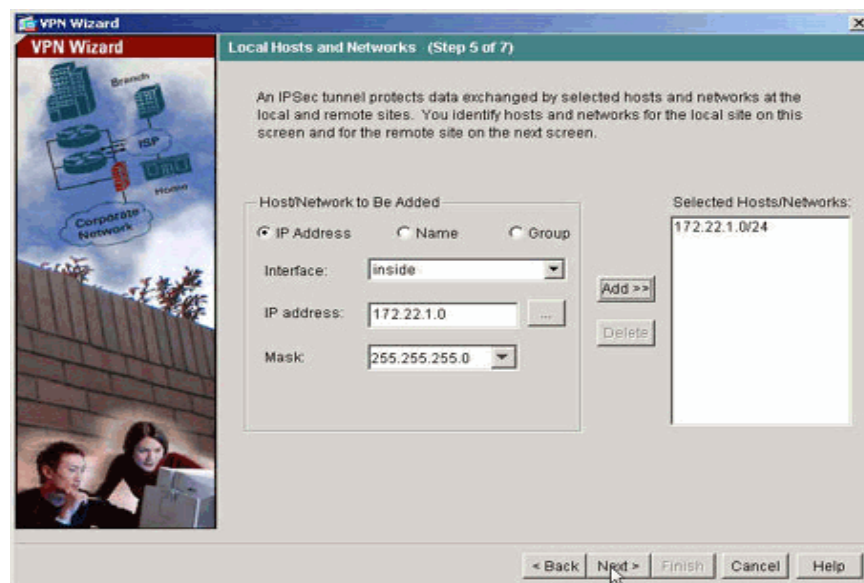 VPN Wizard
VPN Wizard
Branch
ISP
Home
Corporate
Network
Local Hosts and Networks (Step 5 of 7)
An IPSec tunnel protects data exchanged by selected hosts and networks at the
local and remote sites. You identify hosts and networks for the local site on this
screen and for the remote site on the next screen.
Host/Network to Be Added
IP Address Name Group
Interface: inside
IP address: 172.22.1.0 ...
Mask: 255.255.255.0
Add >>
Delete
Selected Hosts/Networks:
172.22.1.0/24
< Back Next > Finish Cancel Help